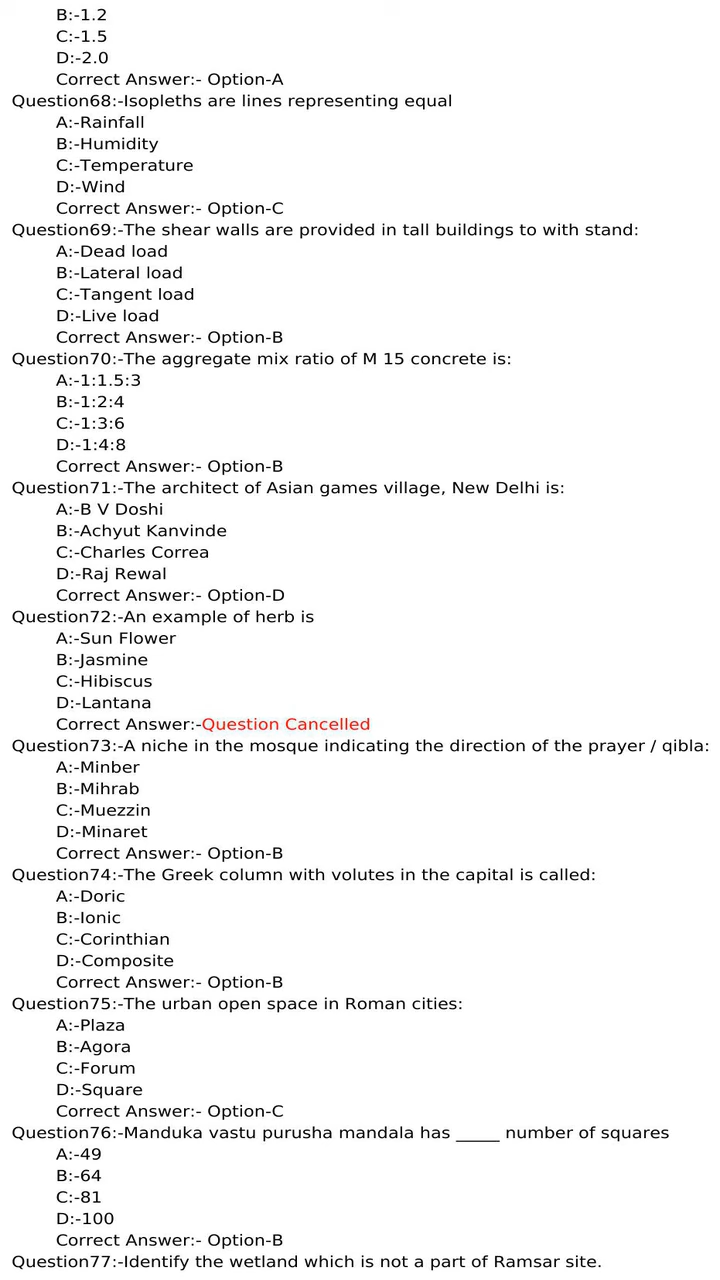 B:-1.2
C:-1.5
D:-2.0
Correct Answer:- Option-A
Question68:-Isopleths are lines representing equal
A:-Rainfall
B:-Humidity
C:-Temperature
D:-Wind
Correct Answer:- Option-C
Question69:-The shear walls are provided in tall buildings to with stand:
A:-Dead load
B:-Lateral load
C:-Tangent load
D:-Live load
Correct Answer:- Option-B
Question70:-The aggregate mix ratio of M 15 concrete is:
A:-1:1.5:3
B:-1:2:4
C:-1:3:6
D:-1:4:8
Correct Answer:- Option-B
Question71:-The architect of Asian games village, New Delhi is:
A:-B V Doshi
B:-Achyut Kanvinde
C:-Charles Correa
D:-Raj Rewal
Correct Answer:- Option-D
Question72:-An example of herb is
A:-Sun Flower
B:-Jasmine
C:-Hibiscus
D:-Lantana
Correct Answer:-Question Cancelled
Question73:-A niche in the mosque indicating the direction of the prayer / qibla:
A:-Minber
B:-Mihrab
C:-Muezzin
D:-Minaret
Correct Answer:- Option-B
Question74:-The Greek column with volutes in the capital is called:
A:-Doric
B:-Ionic
C:-Corinthian
D:-Composite
Correct Answer:- Option-B
Question75:-The urban open space in Roman cities:
A:-Plaza
B:-Agora
C:-Forum
D:-Square
Correct Answer:- Option-C
Question76:-Manduka vastu purusha mandala has _____ number of squares
A:-49
B:-64
C:-81
D:-100
Correct Answer:- Option-B
Question77:-Identify the wetland which is not a part of Ramsar site.